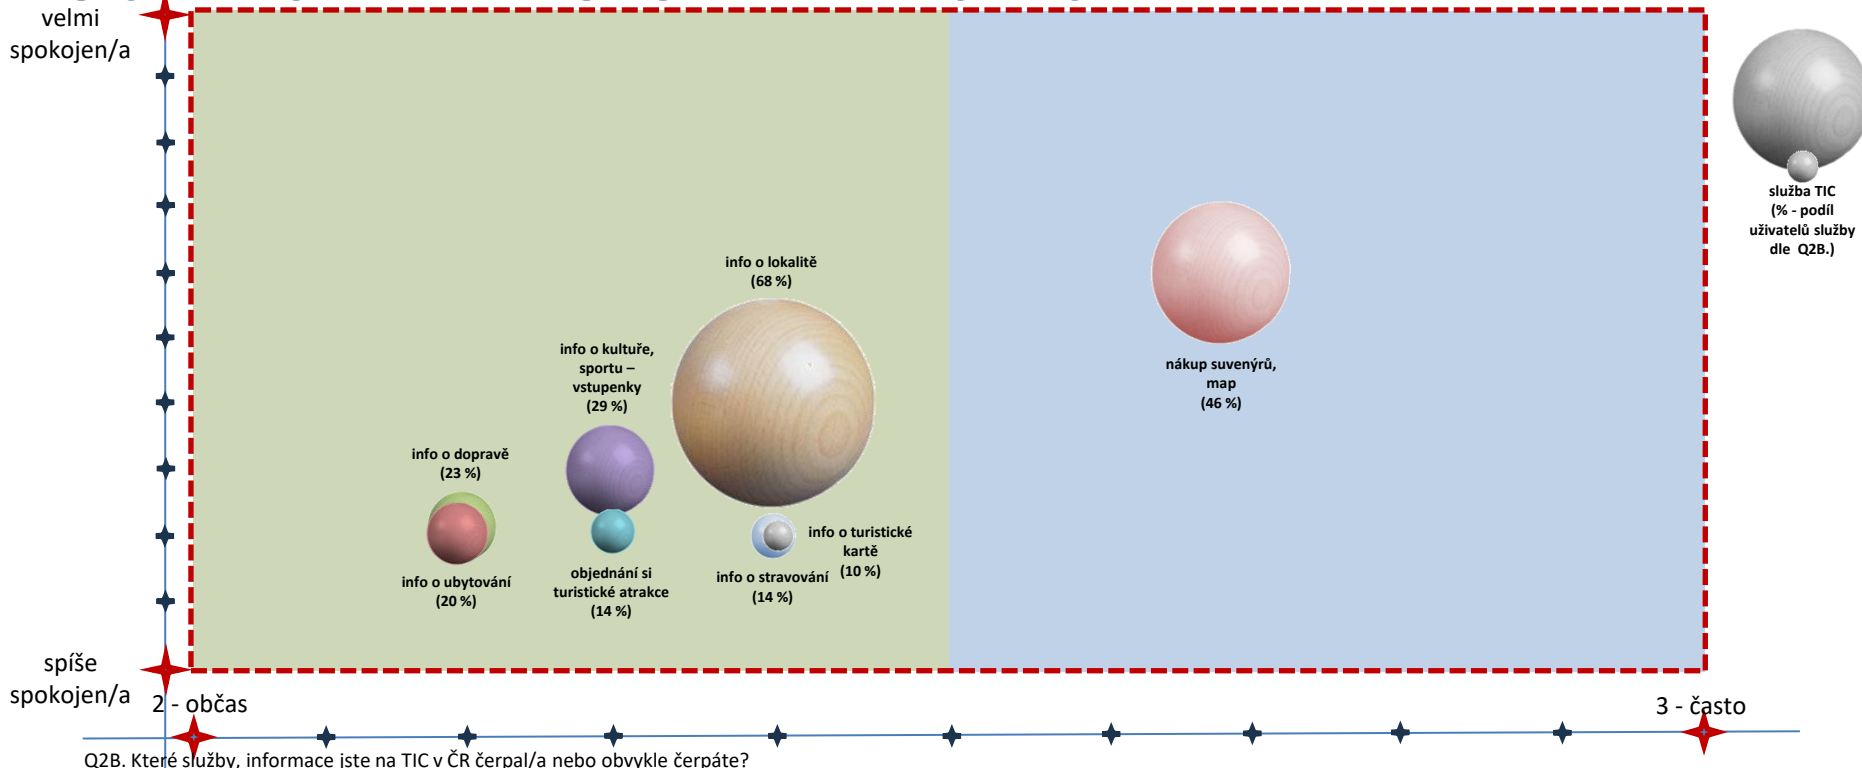 velmi
spokojen/a
služba TIC
(% - podíl
uživatelů služby
dle Q2B.)
info o lokalitě
(68 %)
info o kultuře,
sportu –
vstupenky
(29 %)
nákup suvenýrů,
map
(46 %)
info o dopravě
(23 %)
info o turistické
kartě
(10 %)
info o ubytování
(20 %)
objednání si
turistické atrakce
(14 %)
info o stravování
(14 %)
spíše
spokojen/a
2 - občas
3 - často
Q2B. Které služby, informace jste na TIC v ČR čerpal/a nebo obvykle čerpáte?